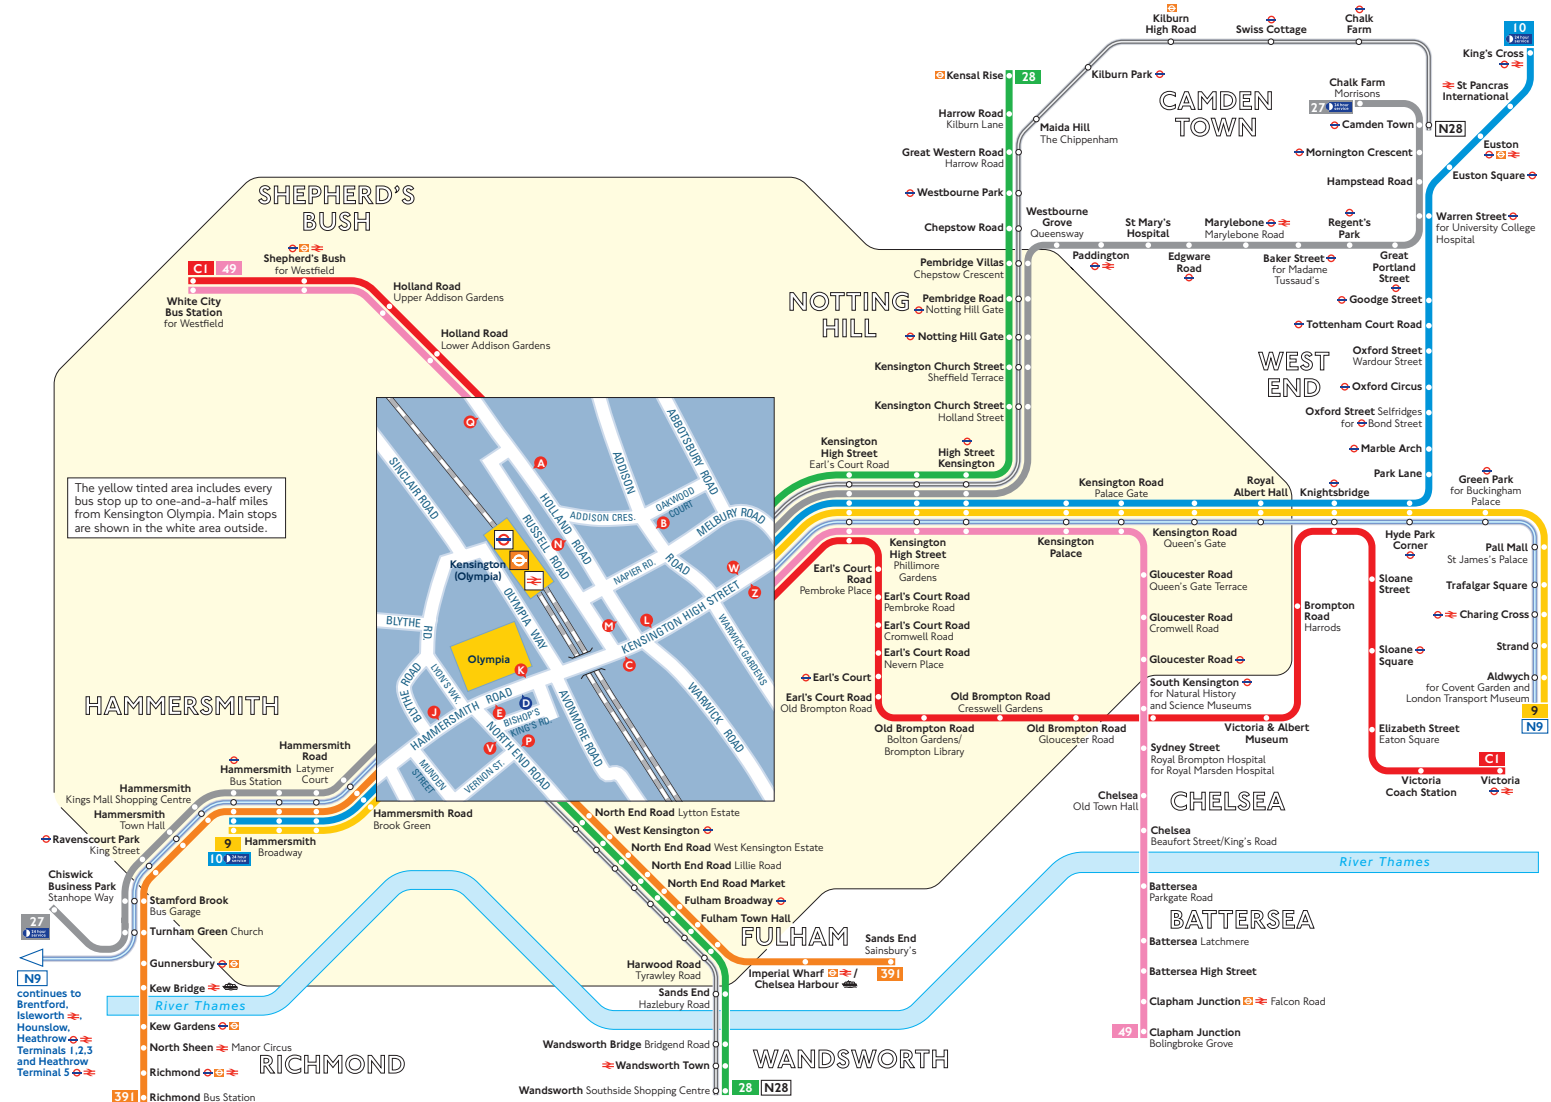 Kilburn
High Road
Swiss Cottage
Chalk
Farm
10
24 hour
service
King's Cross
Kensal Rise
28
Kilburn Park
St Pancras
International
CAMDEN
TOWN
Chalk Farm
Morrisons
27
24 hour
service
Harrow Road
Kilburn Lane
Maida Hill
The Chippenham
Camden Town
N28
Great Western Road
Harrow Road
Mornington Crescent
Euston
Euston Square
Westbourne Park
Hampstead Road
SHEPHERD'S
BUSH
Chepstow Road
Westbourne
Grove
Queensway
St Mary's
Hospital
Marylebone
Marylebone Road
Regent's
Park
Warren Street
for University College
Hospital
Shepherd's Bush
for Westfield
C1
49
Pembridge Villas
Chepstow Crescent
Paddington
Edgware
Road
Baker Street
for Madame
Tussaud's
Great
Portland
Street
White City
Bus Station
for Westfield
Holland Road
Upper Addison Gardens
NOTTING
HILL
Pembridge Road
Notting Hill Gate
Goodge Street
Holland Road
Lower Addison Gardens
Notting Hill Gate
Tottenham Court Road
WEST
END
Oxford Street
Wardour Street
Kensington Church Street
Sheffield Terrace
Oxford Circus
Kensington Church Street
Holland Street
Oxford Street Selfridges
for Bond Street
Marble Arch
Park Lane
Kensington
High Street
Earl's Court Road
High Street
Kensington
Kensington Road
Palace Gate
Royal
Albert Hall
Knightsbridge
Green Park
for Buckingham
Palace
The yellow tinted area includes every
bus stop up to one-and-a-half miles
from Kensington Olympia. Main stops
are shown in the white area outside.
Q
A
SINCLAIR ROAD
HOLLAND ROAD
RUSSELL ROAD
ADDISON
ROAD
ABBOTSBURY ROAD
OAKWOOD
COURT
ADDISON CRES.
B
MELBURY ROAD
N
NAPIER RD.
W
Z
Kensington
(Olympia)
OLYMPIA WAY
BLYTHE
RD.
M
L
KENSINGTON HIGH STREET
WARWICK GARDENS
C
Olympia
K
BLYTHE ROAD
LYON'S WK.
HAMMERSMITH ROAD
J
E
D
BISHOP'S
KING'S RD.
V
P
AVONMORE ROAD
WARWICK ROAD
NORTH END ROAD
MUNDEN
STREET
VERNON ST.
Kensington
High Street
Phillimore
Gardens
Kensington
Palace
Kensington Road
Queen's Gate
Hyde Park
Corner
Pall Mall
St James's Palace
Earl's Court
Road
Pembroke Place
Earl's Court Road
Pembroke Road
Earl's Court Road
Cromwell Road
Earl's Court Road
Nevern Place
Earl's Court
Earl's Court Road
Old Brompton Road
Gloucester Road
Queen's Gate Terrace
Gloucester Road
Cromwell Road
Gloucester Road
South Kensington
for Natural History
and Science Museums
Brompton
Road
Harrods
Sloane
Street
Sloane
Square
Trafalgar Square
Charing Cross
Strand
Aldwych
for Covent Garden and
London Transport Museum
9
N9
Old Brompton Road
Cresswell Gardens
Old Brompton Road
Bolton Gardens/
Brompton Library
Old Brompton Road
Gloucester Road
Victoria & Albert
Museum
Elizabeth Street
Eaton Square
C1
Victoria
Coach Station
Victoria
Sydney Street
Royal Brompton Hospital
for Royal Marsden Hospital
Chelsea
Old Town Hall
CHELSEA
Chelsea
Beaufort Street/King's Road
River Thames
HAMMERSMITH
Hammersmith
Road
Latymer
Court
Hammersmith
Bus Station
Hammersmith
Kings Mall Shopping Centre
Hammersmith
Town Hall
Ravenscourt Park
King Street
Hammersmith Road
Brook Green
9
10
24 hour
service
Hammersmith
Broadway
Chiswick
Business Park
Stanhope Way
27
24 hour
service
Stamford Brook
Bus Garage
Turnham Green Church
N9
continues to
Brentford,
Isleworth ,
Hounslow,
Heathrow
Terminals 1,2,3
and Heathrow
Terminal 5
Gunnersbury
Kew Bridge
River Thames
Kew Gardens
North Sheen Manor Circus
RICHMOND
Richmond
391
Richmond Bus Station
North End Road Lytton Estate
West Kensington
North End Road West Kensington Estate
North End Road Lillie Road
North End Road Market
Fulham Broadway
Fulham Town Hall
FULHAM
Sands End
Sainsbury's
391
Imperial Wharf /
Chelsea Harbour
Harwood Road
Tyrawley Road
Sands End
Hazlebury Road
Wandsworth Bridge Bridgend Road
Wandsworth Town
WANDSWORTH
Wandsworth Southside Shopping Centre
28
N28
Battersea
Parkgate Road
BATTERSEA
Battersea Latchmere
Battersea High Street
Clapham Junction Falcon Road
49
Clapham Junction
Bolingbroke Grove